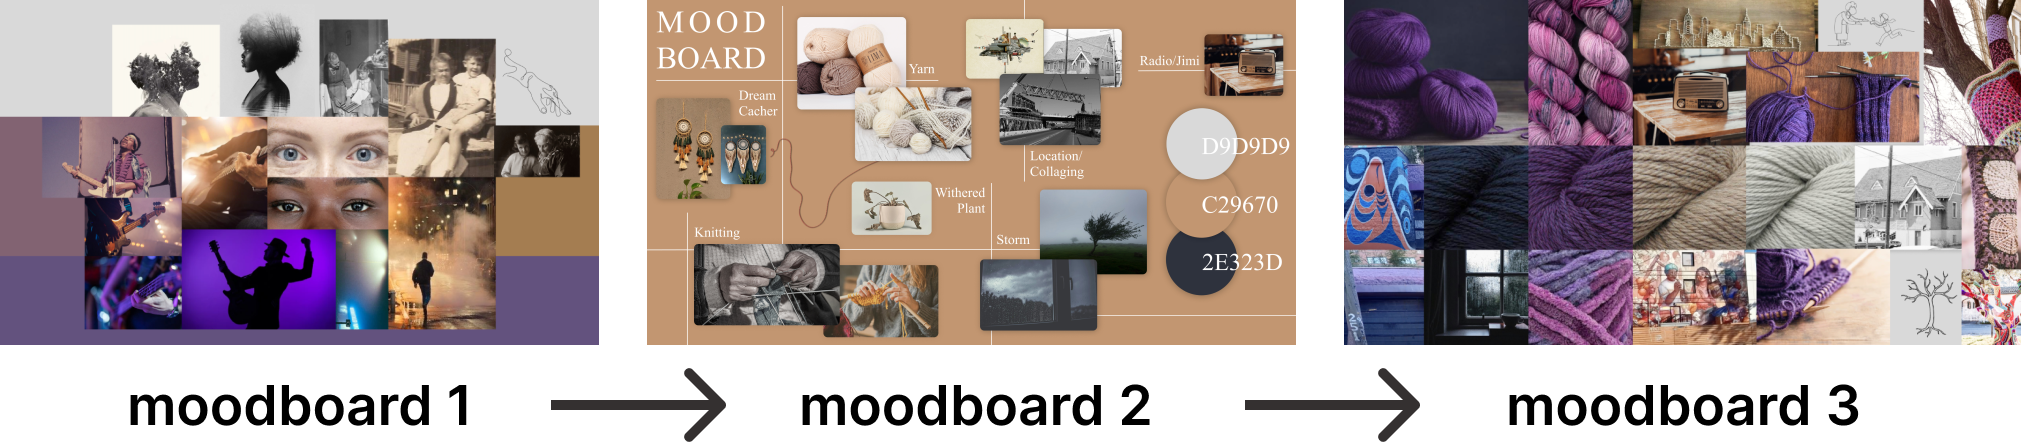 MOOD
BOARD
Yarn
Dream
Cacher
Radio/Jimi
D9D9D9
Location/
Collaging
Withered
Plant
C29670
Knitting
Storm
2E323D
moodboard 1
moodboard 2
moodboard 3